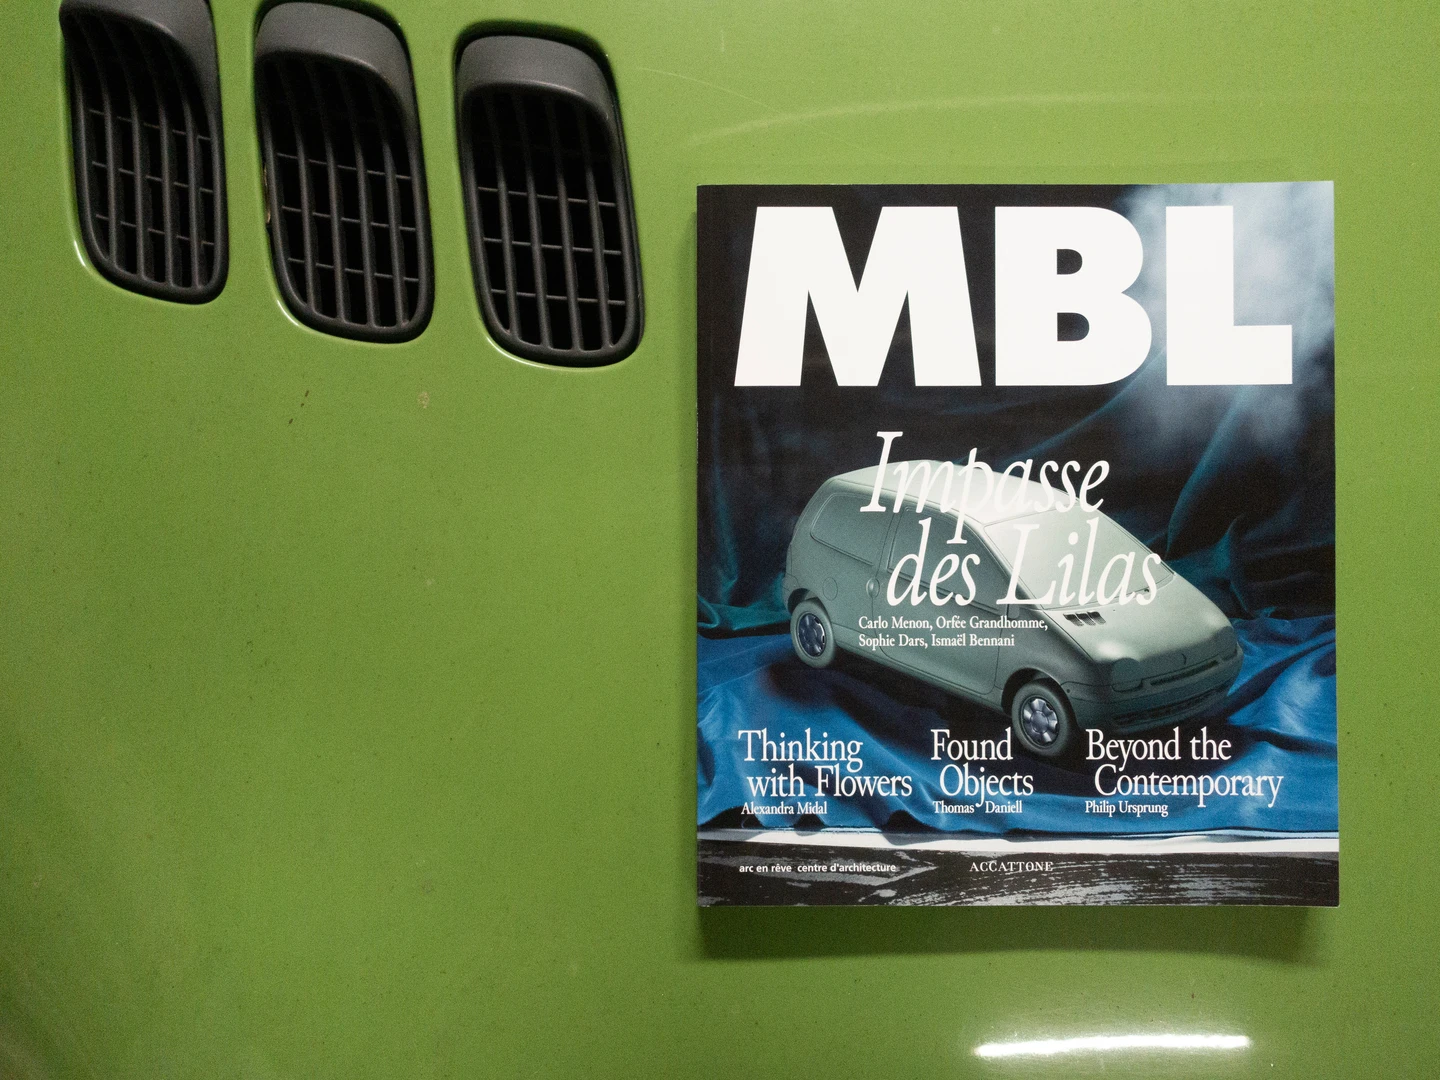 MBL
Impasse
des Lilas
Carlo Menon, Orfée Grandhomme,
Sophie Dars, Ismaël Bennani
Thinking
with Flowers
Alexandra Midal
Found
Objects
Thomas Daniell
Beyond the
Contemporary
Philip Ursprung
arc en rêve centre d'architecture
ACCATTONE